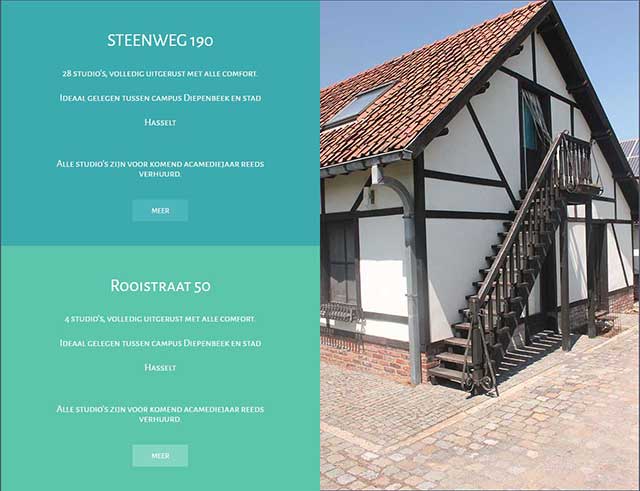 STEENWEG 190
28 STUDIO'S, VOLLEDIG UITGERUST MET ALLE COMFORT.
IDEAAL GELEGEN TUSSEN CAMPUS DIEPENBEEK EN STAD
HASSELT
ALLE STUDIO'S ZIJN VOOR KOMEND ACAMEDIEJAAR REEDS
VERHUURD.
MEER
ROOISTRAAT 50
4 STUDIO'S, VOLLEDIG UITGERUST MET ALLE COMFORT.
IDEAAL GELEGEN TUSSEN CAMPUS DIEPENBEEK EN STAD
HASSELT
ALLE STUDIO'S ZIJN VOOR KOMEND ACAMEDIEJAAR REEDS
VERHUURD.
MEER